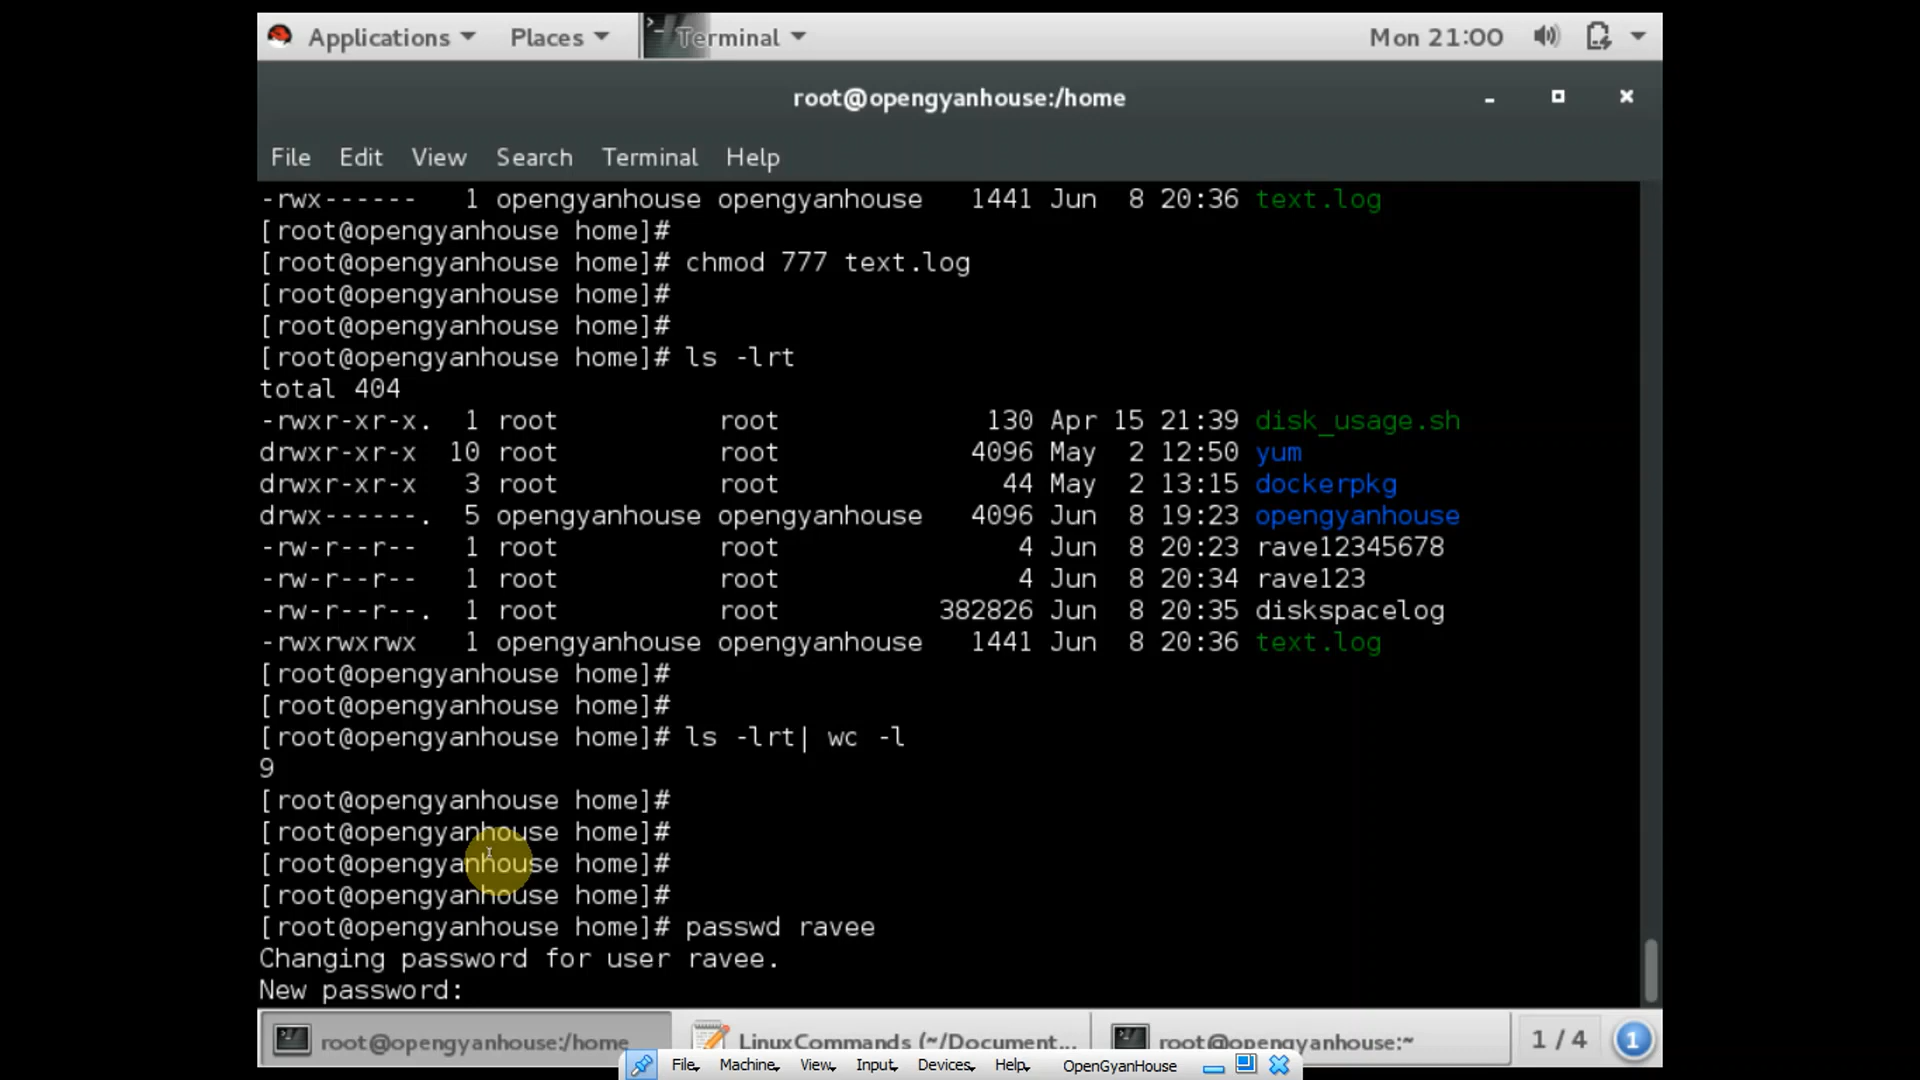 Applications Places Terminal Mon 21:00
root@opengyanhouse:/home
File Edit View Search Terminal Help
-rwx------ 1 opengyanhouse opengyanhouse 1441 Jun 8 20:36 text.log
[root@opengyanhouse home]#
[root@opengyanhouse home]# chmod 777 text.log
[root@opengyanhouse home]#
[root@opengyanhouse home]#
[root@opengyanhouse home]# ls -lrt
total 404
-rwxr-xr-x. 1 root root 130 Apr 15 21:39 disk_usage.sh
drwxr-xr-x 10 root root 4096 May 2 12:50 yum
drwxr-xr-x 3 root root 44 May 2 13:15 dockerpkg
drwx------. 5 opengyanhouse opengyanhouse 4096 Jun 8 19:23 opengyanhouse
-rw-r--r-- 1 root root 4 Jun 8 20:23 rave12345678
-rw-r--r-- 1 root root 4 Jun 8 20:34 rave123
-rw-r--r--. 1 root root 382826 Jun 8 20:35 diskspacelog
-rwxrwxrwx 1 opengyanhouse opengyanhouse 1441 Jun 8 20:36 text.log
[root@opengyanhouse home]#
[root@opengyanhouse home]#
[root@opengyanhouse home]# ls -lrt| wc -l
9
[root@opengyanhouse home]#
[root@opengyanhouse home]#
[root@opengyanhouse home]#
[root@opengyanhouse home]#
[root@opengyanhouse home]# passwd ravee
Changing password for user ravee.
New password:
root@opengyanhouse:/home LinuxCommands (~/Document... root@opengyanhouse:~ 1 / 4 1
File Machine View Input Devices Help OpenGyanHouse